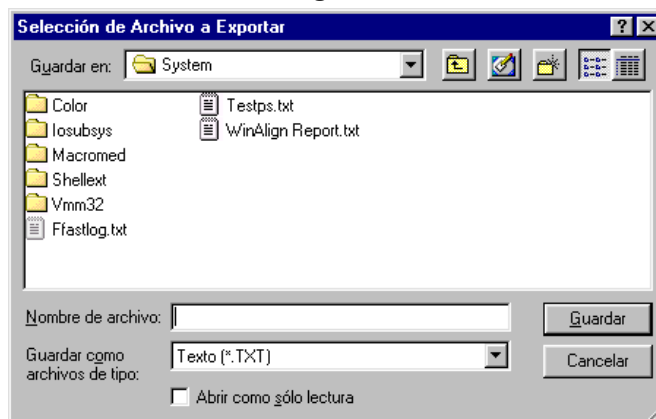 Selección de Archivo a Exportar
Guardar en: System
Color
Iosubsys
Macromed
Shellext
Vmm32
Ffastlog.txt
Testps.txt
WinAlign Report.txt
Nombre de archivo:
Guardar
Guardar como archivos de tipo:
Texto (*.TXT)
Cancelar
Abrir como sólo lectura